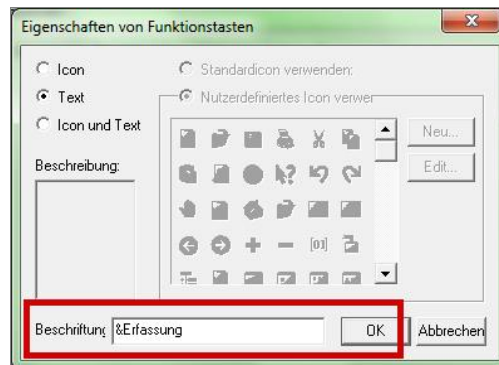 Eigenschaften von Funktionstasten
Icon
Standardicon verwenden:
Text
Nutzerdefiniertes Icon verwer
Icon und Text
Neu...
Edit...
Beschreibung:
[01]
Beschriftung &Erfassung
OK
Abbrechen